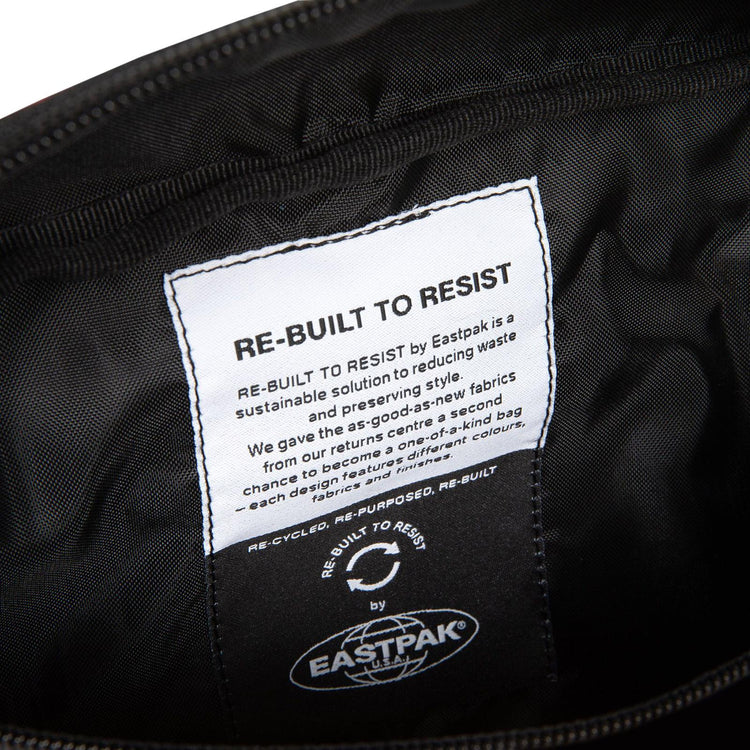 RE-BUILT TO RESIST
RE-BUILT TO RESIST by Eastpak is a
sustainable solution to reducing waste
and preserving style.
We gave the as-good-as-new fabrics
from our returns centre a second
chance to become a one-of-a-kind bag
– each design features different colours,
fabrics and finishes.
RE-CYCLED, RE-PURPOSED, RE-BUILT
RE-BUILT TO RESIST
by
EASTPAK®
U.S.A.